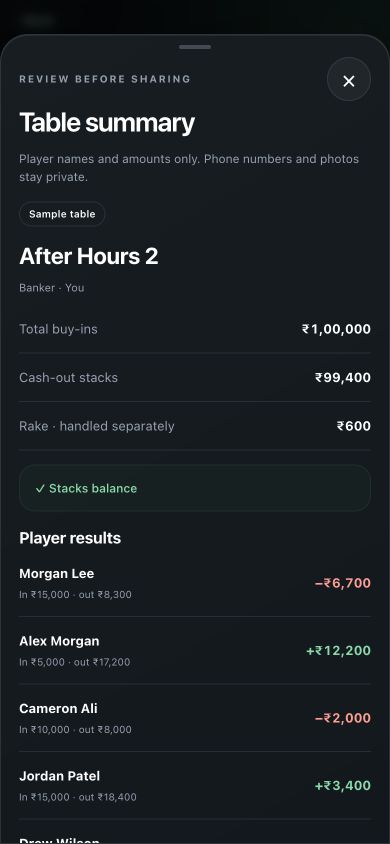 REVIEW BEFORE SHARING
Table summary
Player names and amounts only. Phone numbers and photos
stay private.
Sample table
After Hours 2
Banker · You
Total buy-ins ₹1,00,000
Cash-out stacks ₹99,400
Rake · handled separately ₹600
✓ Stacks balance
Player results
Morgan Lee
−₹6,700
In ₹15,000 · out ₹8,300
Alex Morgan
+₹12,200
In ₹5,000 · out ₹17,200
Cameron Ali
−₹2,000
In ₹10,000 · out ₹8,000
Jordan Patel
+₹3,400
In ₹15,000 · out ₹18,400
Drew Wilson